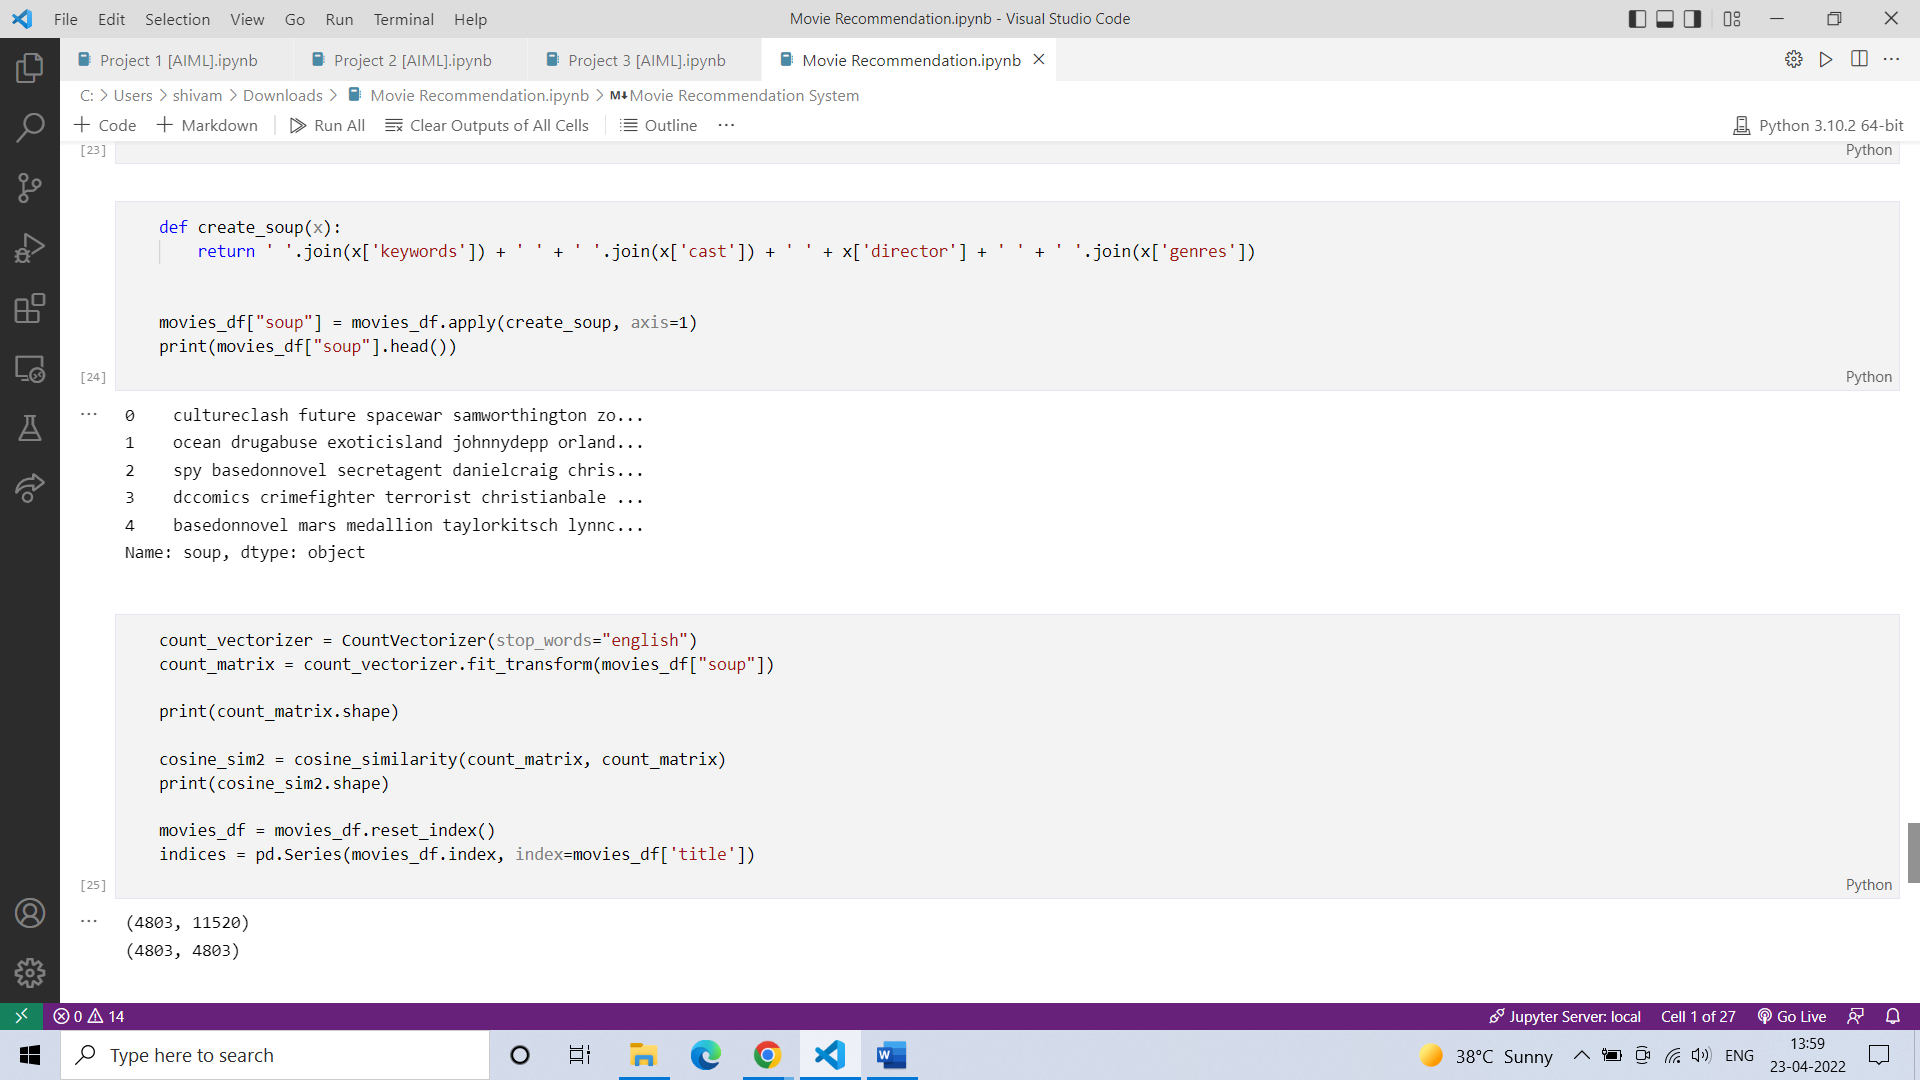 File Edit Selection View Go Run Terminal Help
Movie Recommendation.ipynb - Visual Studio Code
Project 1 [AIML].ipynb Project 2 [AIML].ipynb Project 3 [AIML].ipynb Movie Recommendation.ipynb
C: > Users > shivam > Downloads > Movie Recommendation.ipynb > M↓Movie Recommendation System
+ Code + Markdown Run All Clear Outputs of All Cells Outline ... Python 3.10.2 64-bit
[23] Python
def create_soup(x):
    return ' '.join(x['keywords']) + ' ' + ' '.join(x['cast']) + ' ' + x['director'] + ' ' + ' '.join(x['genres'])
movies_df["soup"] = movies_df.apply(create_soup, axis=1)
print(movies_df["soup"].head())
[24] Python
0    cultureclash future spacewar samworthington zo...
1    ocean drugabuse exoticisland johnnydepp orland...
2    spy basedonnovel secretagent danielcraig chris...
3    dccomics crimefighter terrorist christianbale ...
4    basedonnovel mars medallion taylorkitsch lynnc...
Name: soup, dtype: object
count_vectorizer = CountVectorizer(stop_words="english")
count_matrix = count_vectorizer.fit_transform(movies_df["soup"])
print(count_matrix.shape)
cosine_sim2 = cosine_similarity(count_matrix, count_matrix)
print(cosine_sim2.shape)
movies_df = movies_df.reset_index()
indices = pd.Series(movies_df.index, index=movies_df['title'])
[25] Python
(4803, 11520)
(4803, 4803)
0 14 Jupyter Server: local Cell 1 of 27 Go Live
Type here to search
38°C Sunny ENG
13:59
23-04-2022